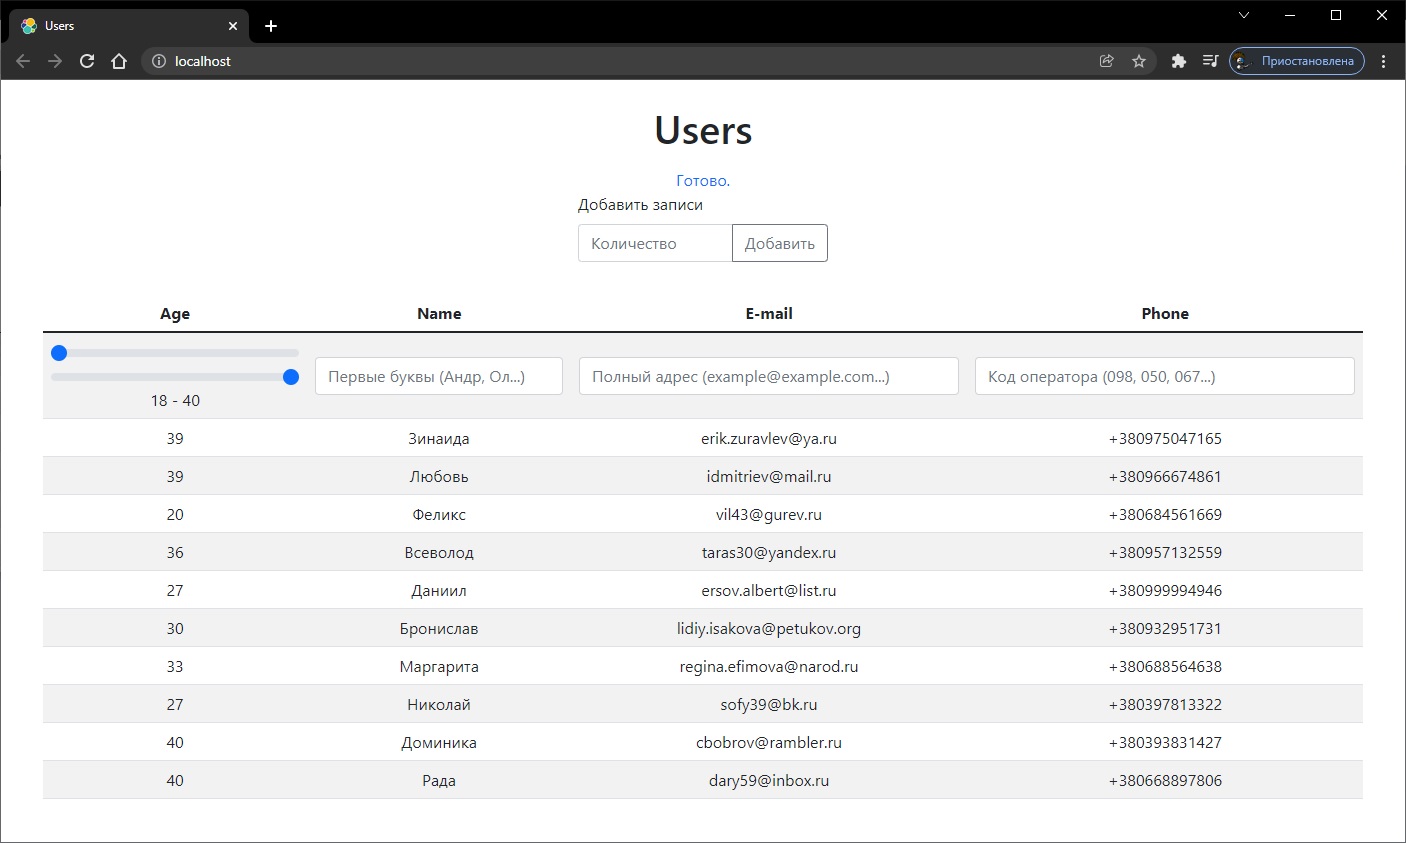 Users
localhost
Приостановлена
Users
Готово.
Добавить записи
Количество Добавить
Age Name E-mail Phone
Первые буквы (Андр, Ол...) Полный адрес (example@example.com...) Код оператора (098, 050, 067...)
18 - 40
39 Зинаида erik.zuravlev@ya.ru +380975047165
39 Любовь idmitriev@mail.ru +380966674861
20 Феликс vil43@gurev.ru +380684561669
36 Всеволод taras30@yandex.ru +380957132559
27 Даниил ersov.albert@list.ru +380999994946
30 Бронислав lidiy.isakova@petukov.org +380932951731
33 Маргарита regina.efimova@narod.ru +380688564638
27 Николай sofy39@bk.ru +380397813322
40 Доминика cbobrov@rambler.ru +380393831427
40 Рада dary59@inbox.ru +380668897806